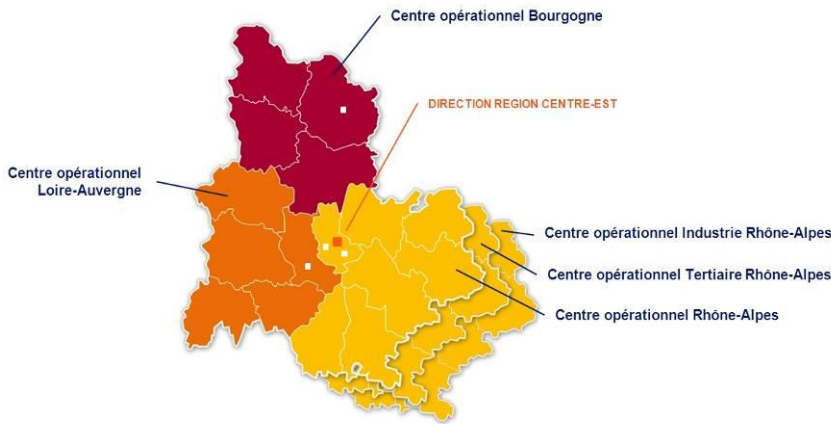 Centre opérationnel Bourgogne
DIRECTION REGION CENTRE-EST
Centre opérationnel
Loire-Auvergne
Centre opérationnel Industrie Rhône-Alpes
Centre opérationnel Tertiaire Rhône-Alpes
Centre opérationnel Rhône-Alpes